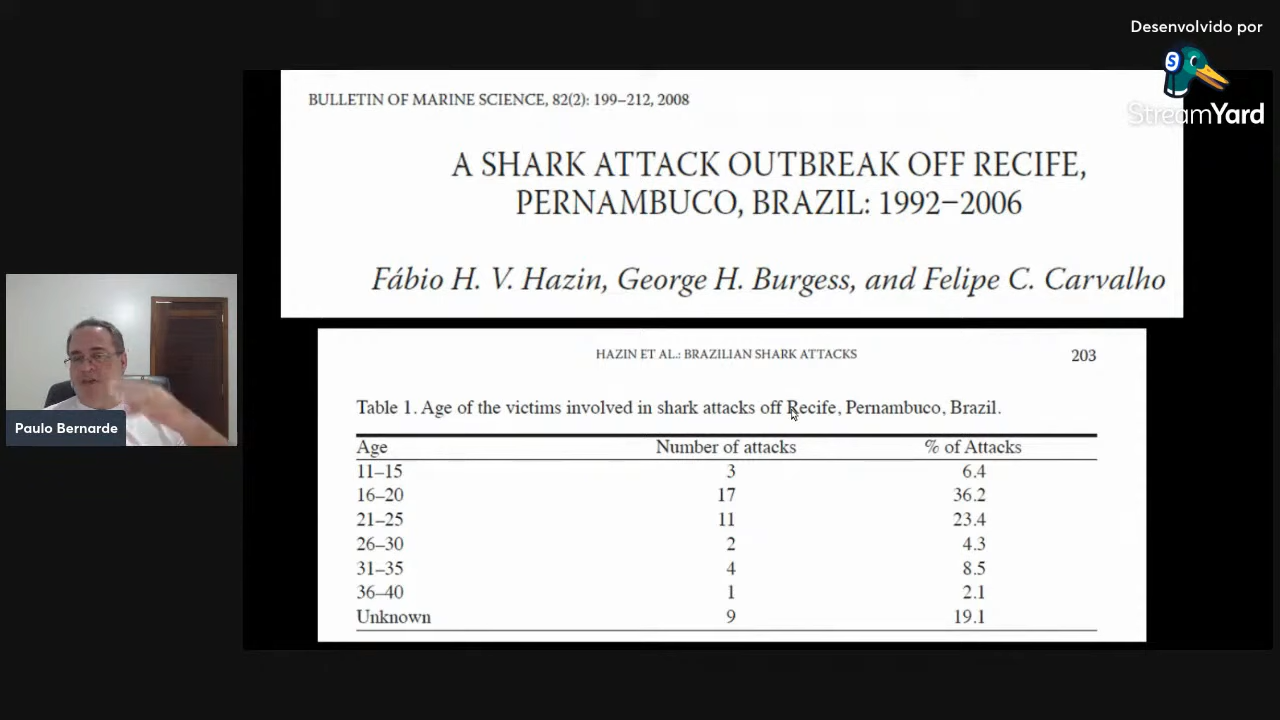 Desenvolvido por
S
StreamYard
BULLETIN OF MARINE SCIENCE, 82(2): 199–212, 2008
A SHARK ATTACK OUTBREAK OFF RECIFE,
PERNAMBUCO, BRAZIL: 1992–2006
Fábio H. V. Hazin, George H. Burgess, and Felipe C. Carvalho
HAZIN ET AL.: BRAZILIAN SHARK ATTACKS 203
Table 1. Age of the victims involved in shark attacks off Recife, Pernambuco, Brazil.
Age Number of attacks % of Attacks
11–15 3 6.4
16–20 17 36.2
21–25 11 23.4
26–30 2 4.3
31–35 4 8.5
36–40 1 2.1
Unknown 9 19.1
Paulo Bernarde